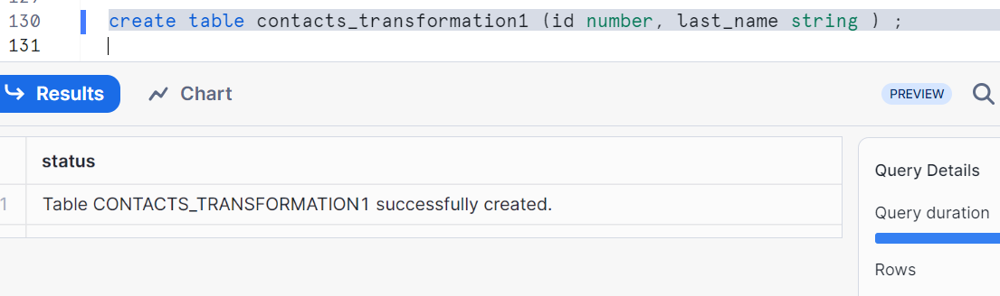 130 create table contacts_transformation1 (id number, last_name string ) ;
131
Results Chart PREVIEW
status
1 Table CONTACTS_TRANSFORMATION1 successfully created.
Query Details
Query duration
Rows